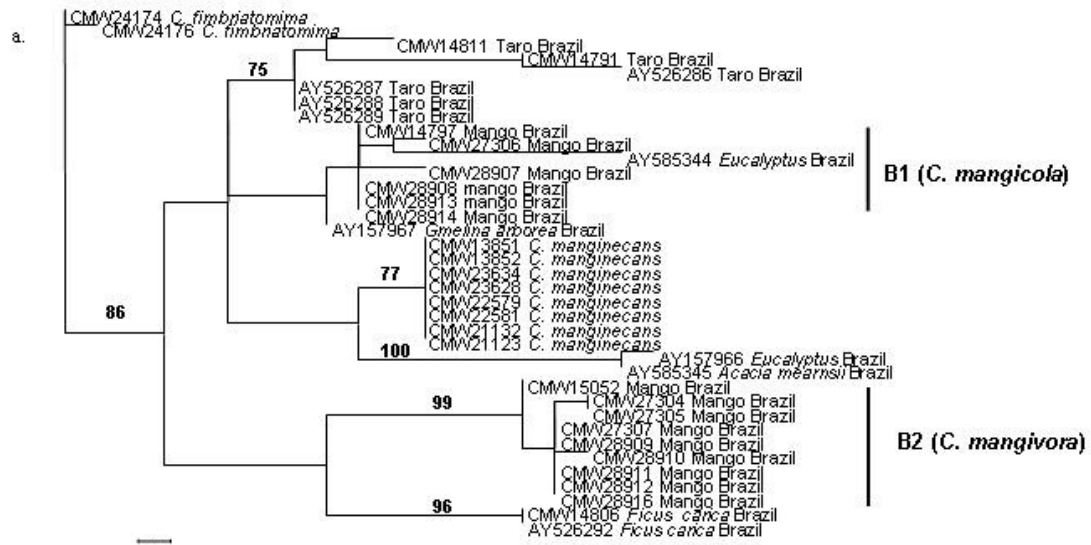 a.
CMW24174 C. fimbriatomima
CMW24176 C. fimbriatomima
CMW14811 Taro Brazil
CMW14791 Taro Brazil
AY526286 Taro Brazil
75
AY526287 Taro Brazil
AY526288 Taro Brazil
AY526289 Taro Brazil
CMW14797 Mango Brazil
CMW27306 Mango Brazil
AY585344 Eucalyptus Brazil
B1 (C. mangicola)
CMW28907 Mango Brazil
CMW28908 mango Brazil
CMW28913 mango Brazil
CMW28914 Mango Brazil
AY157967 Gmelina arborea Brazil
CMW13851 C. manginecans
CMW13852 C. manginecans
77
CMW23634 C. manginecans
CMW23628 C. manginecans
CMW22579 C. manginecans
CMW22581 C. manginecans
86
CMW21132 C. manginecans
CMW21123 C. manginecans
100
AY157966 Eucalyptus Brazil
AY585345 Acacia mearnsii Brazil
CMW15052 Mango Brazil
99
CMW27304 Mango Brazil
CMW27305 Mango Brazil
CMW27307 Mango Brazil
CMW28909 Mango Brazil
B2 (C. mangivora)
CMW28910 Mango Brazil
CMW28911 Mango Brazil
CMW28912 Mango Brazil
CMW28916 Mango Brazil
96
CMW14806 Ficus carica Brazil
AY526292 Ficus carica Brazil